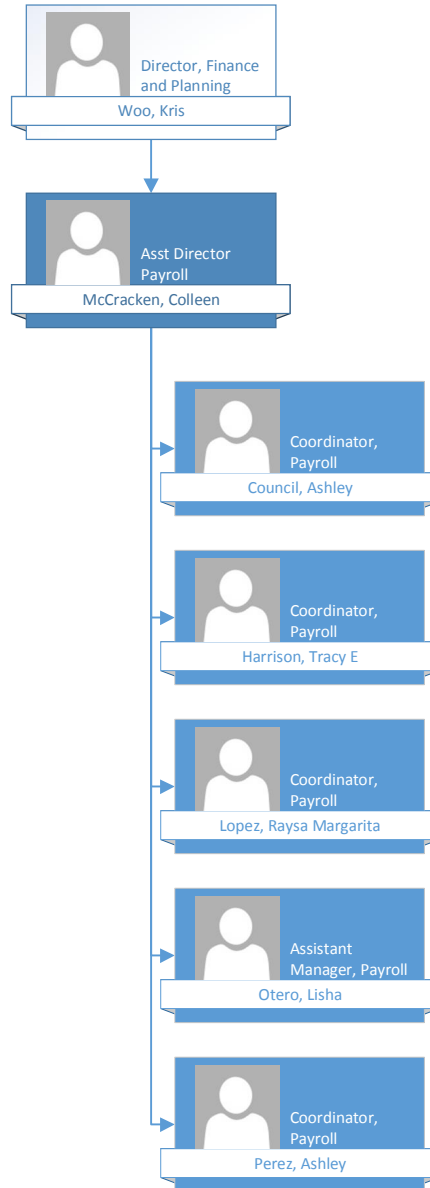 Director, Finance
and Planning
Woo, Kris
Asst Director
Payroll
McCracken, Colleen
Coordinator,
Payroll
Council, Ashley
Coordinator,
Payroll
Harrison, Tracy E
Coordinator,
Payroll
Lopez, Raysa Margarita
Assistant
Manager, Payroll
Otero, Lisha
Coordinator,
Payroll
Perez, Ashley